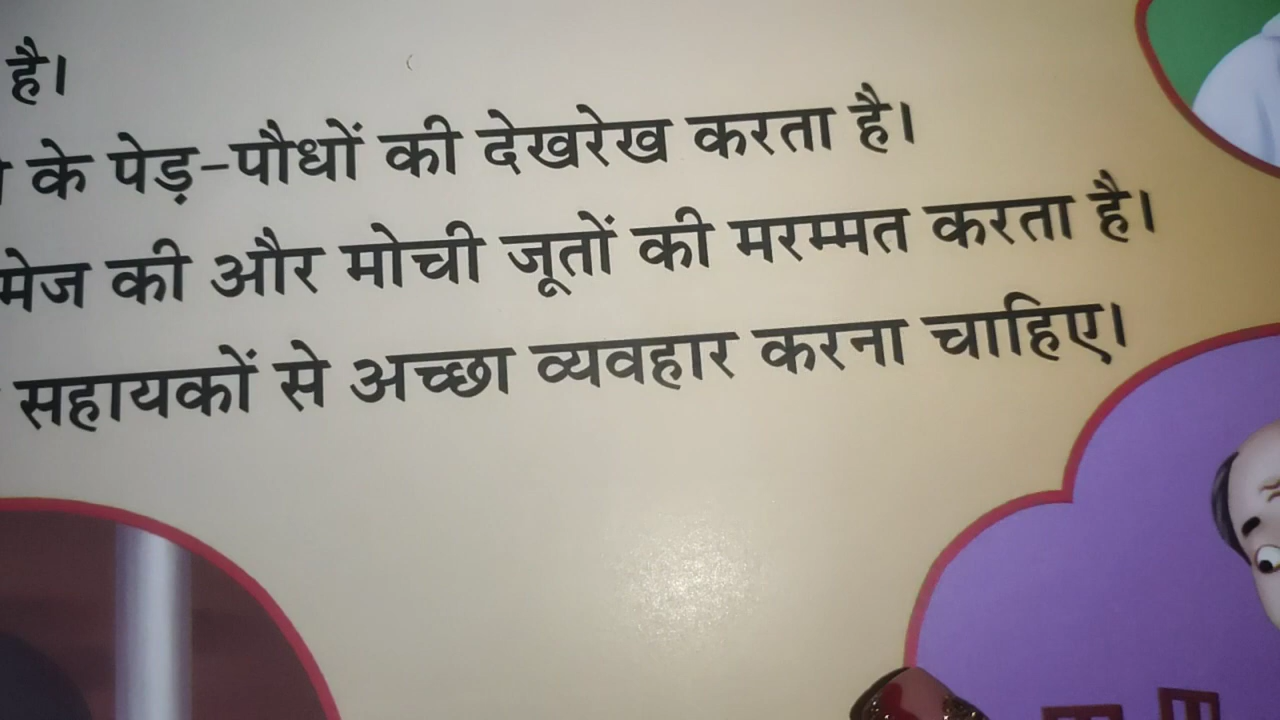 है।
के पेड़-पौधों की देखरेख करता है।
मेज की और मोची जूतों की मरम्मत करता है।
सहायकों से अच्छा व्यवहार करना चाहिए।